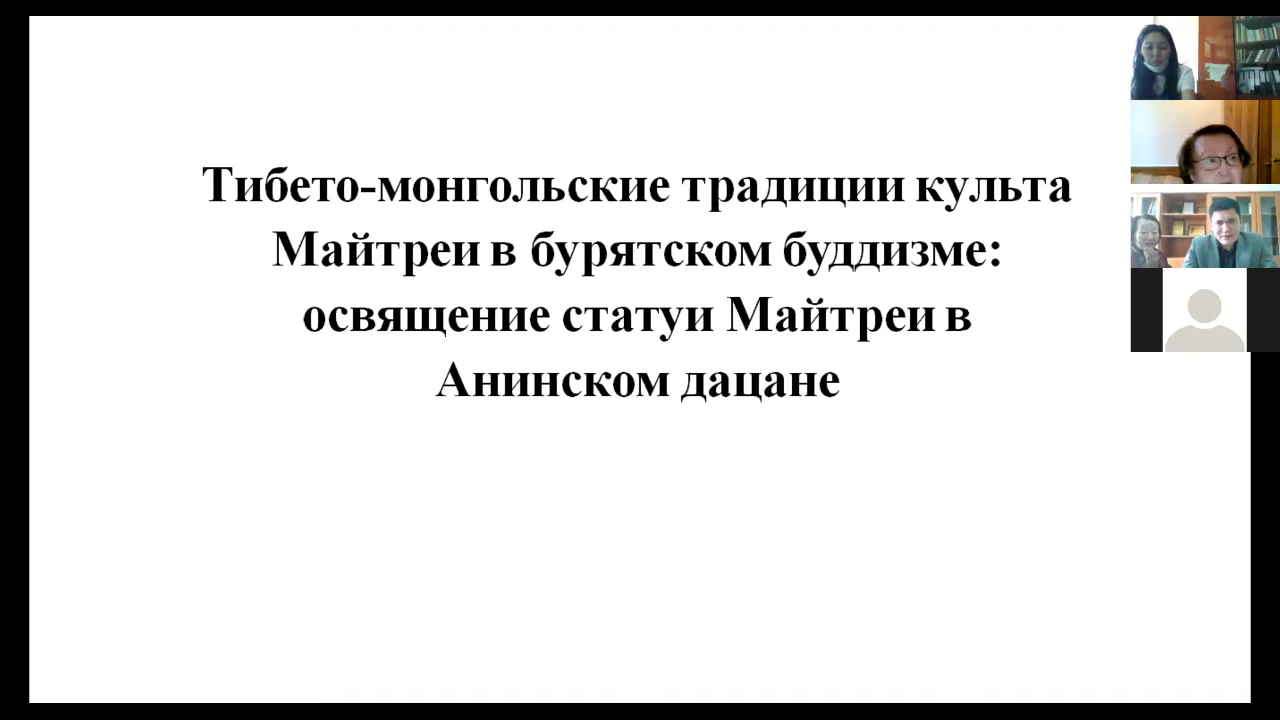 Тибето-монгольские традиции культа
Майтреи в бурятском буддизме:
освящение статуи Майтреи в
Анинском дацане